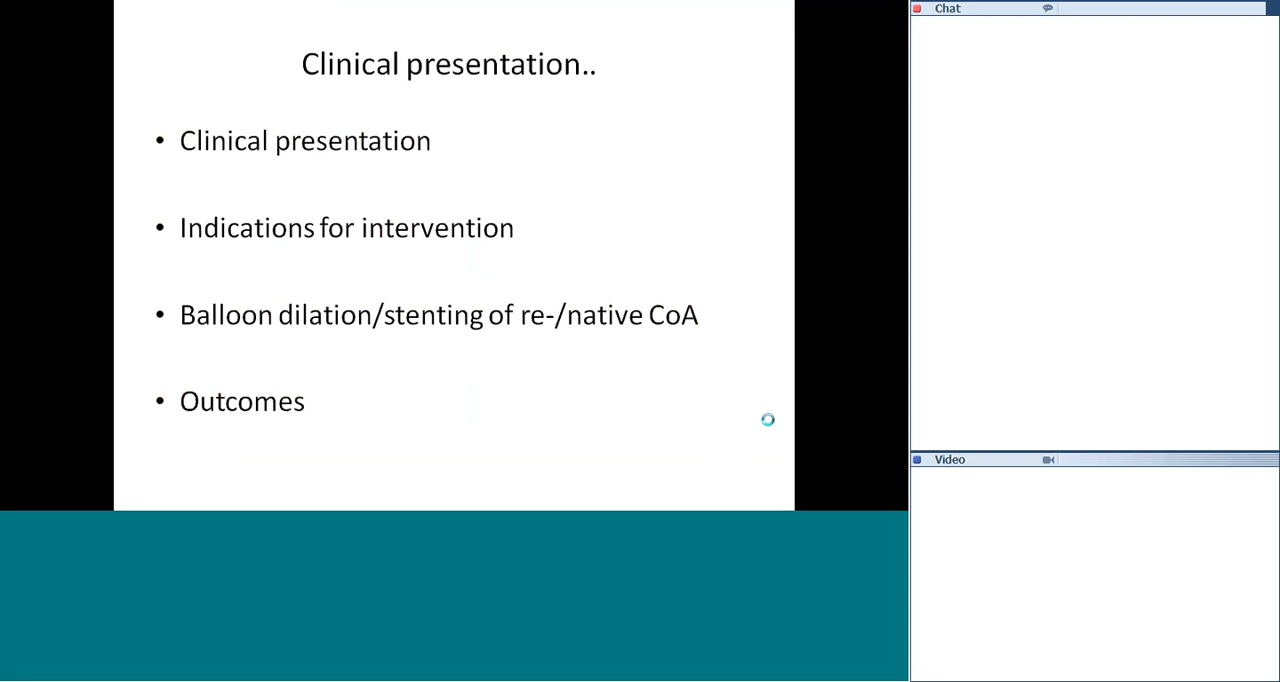 Clinical presentation..
• Clinical presentation
• Indications for intervention
• Balloon dilation/stenting of re-/native CoA
• Outcomes
Chat
Video